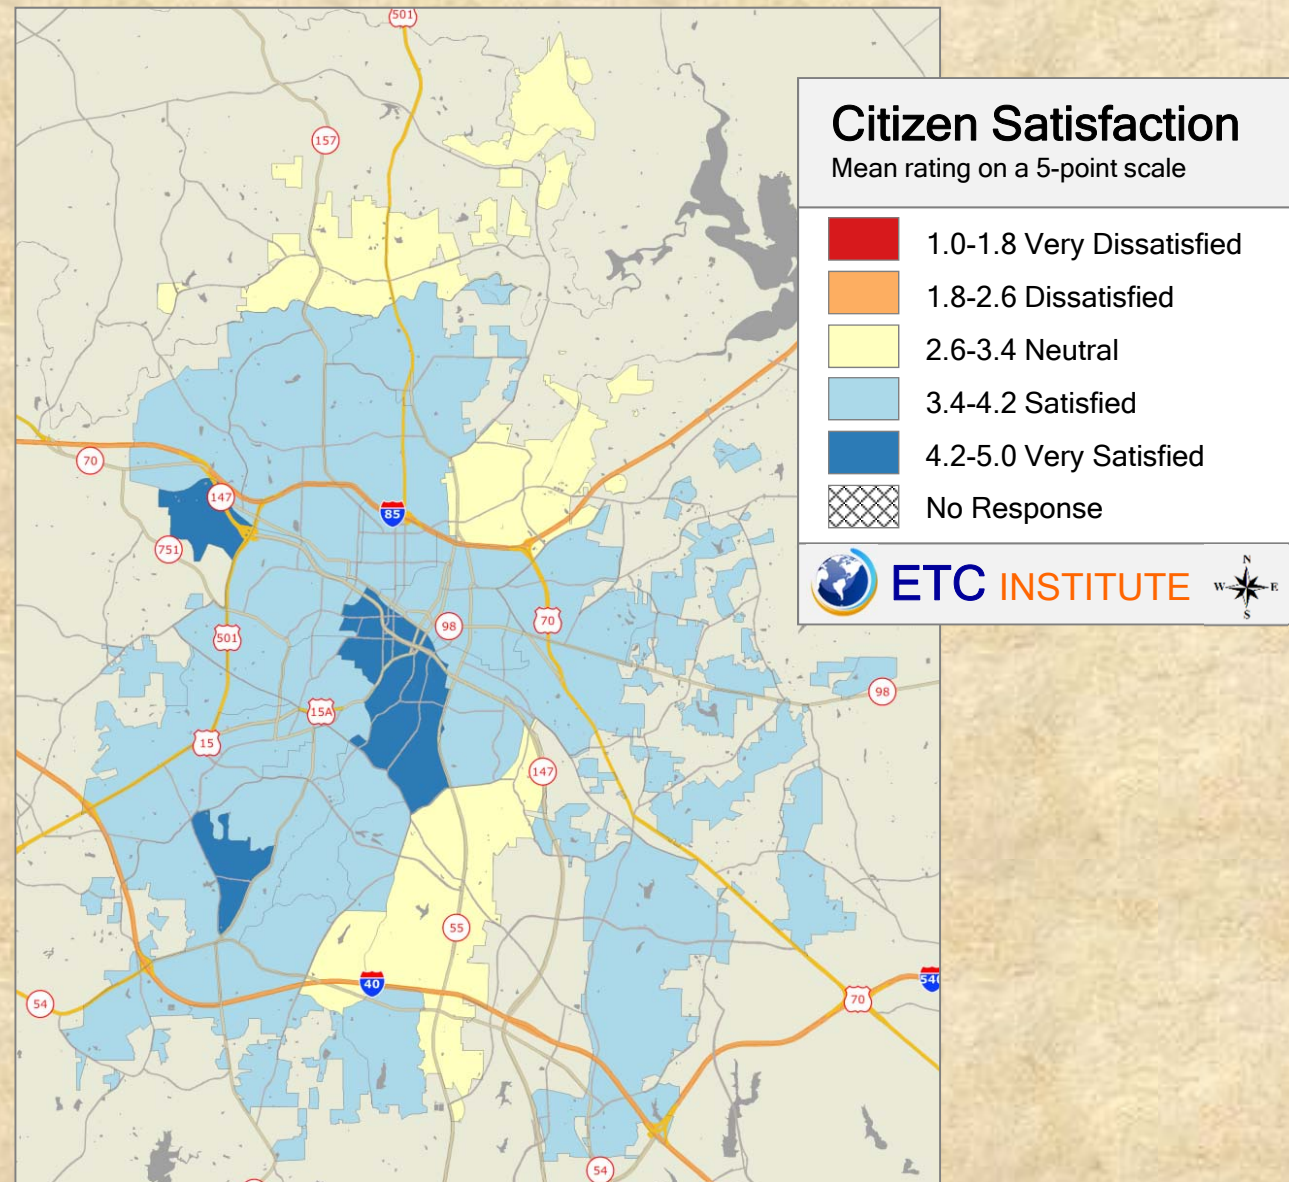 501
157
Citizen Satisfaction
Mean rating on a 5-point scale
1.0-1.8 Very Dissatisfied
1.8-2.6 Dissatisfied
2.6-3.4 Neutral
3.4-4.2 Satisfied
4.2-5.0 Very Satisfied
No Response
ETC INSTITUTE
N
W E
S
70
147
85
751
501
98
70
15A
98
15
147
55
40
54
540
70
54